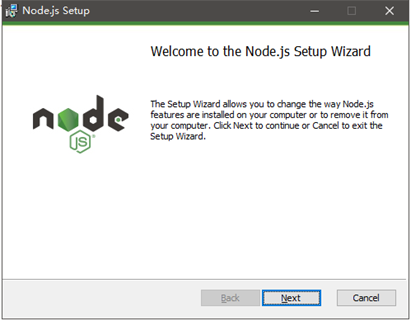 Node.js Setup
Welcome to the Node.js Setup Wizard
The Setup Wizard allows you to change the way Node.js
features are installed on your computer or to remove it from
your computer. Click Next to continue or Cancel to exit the
Setup Wizard.
node
JS
Back Next Cancel